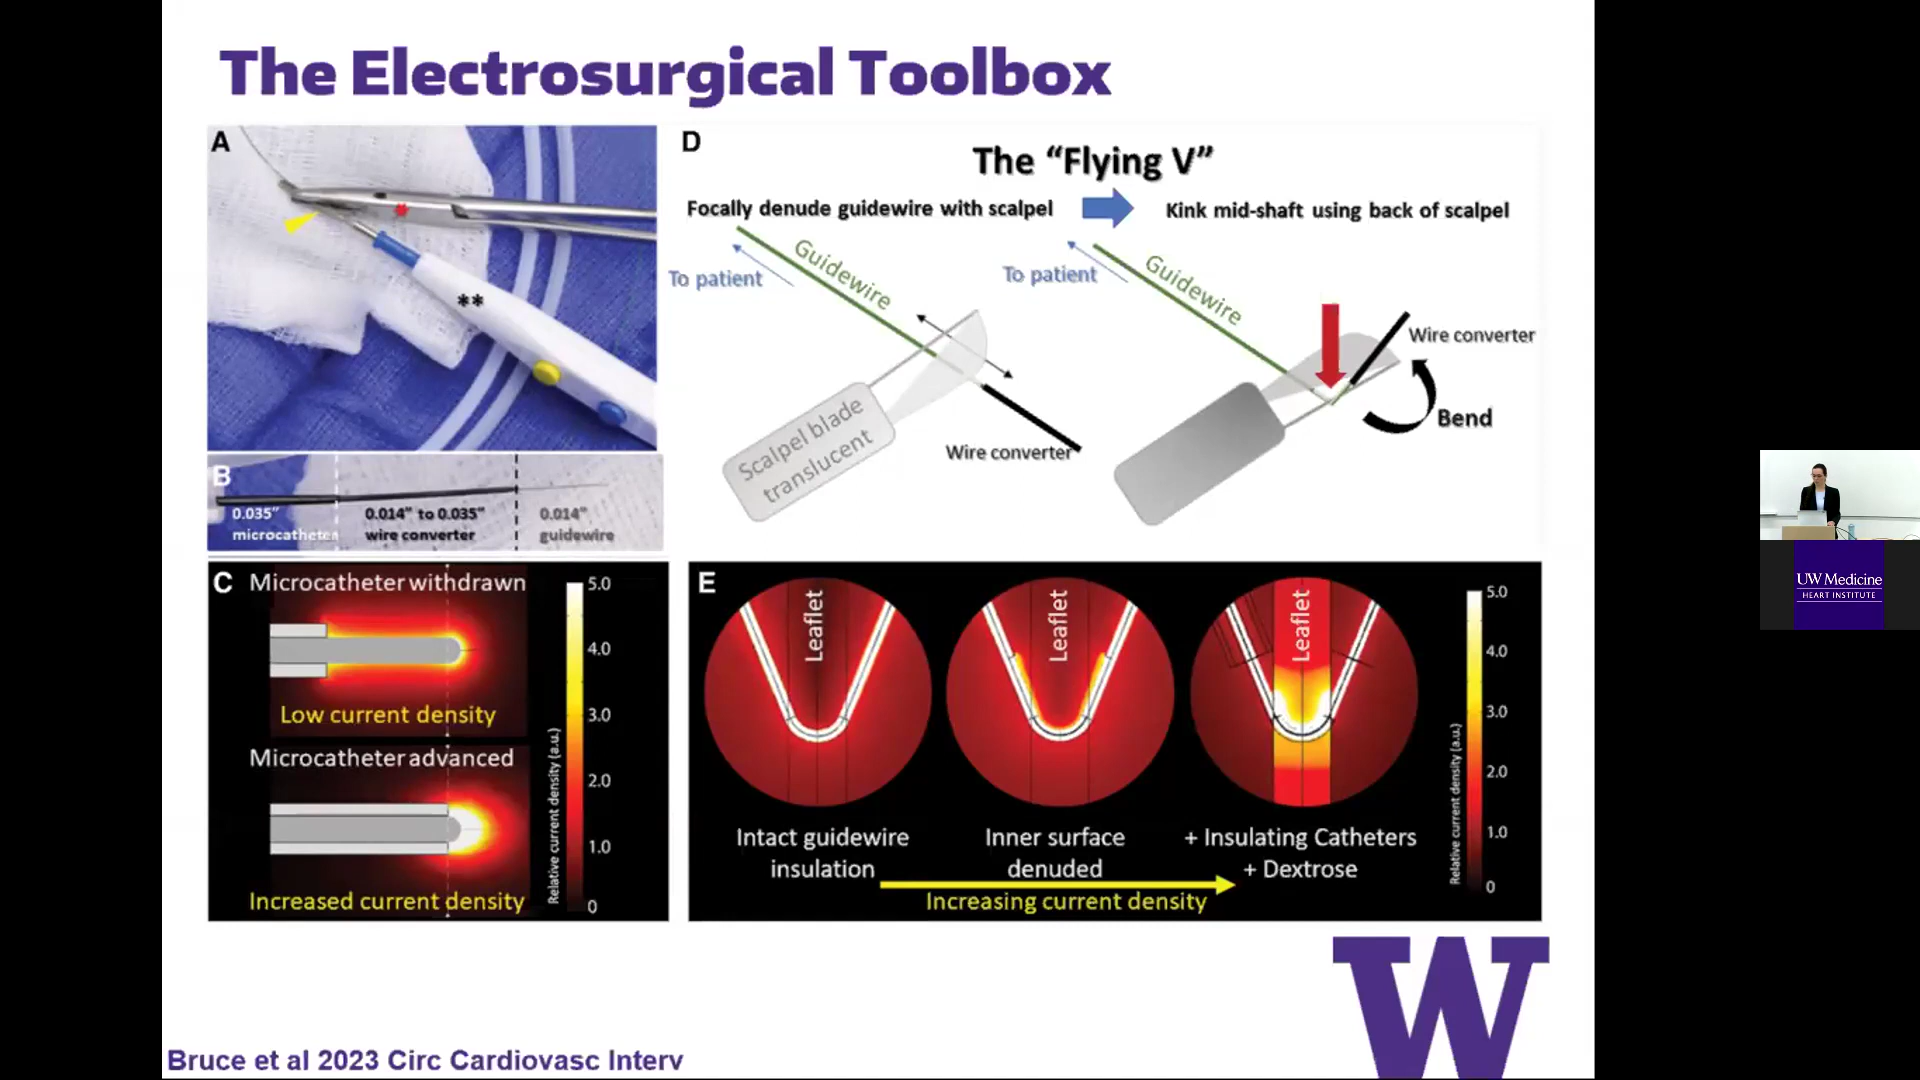 The Electrosurgical Toolbox
A
**
B
0.035"
microcatheter
0.014" to 0.035"
wire converter
0.014"
guidewire
C
Microcatheter withdrawn
Low current density
Microcatheter advanced
Increased current density
5.0
4.0
3.0
2.0
1.0
0
Relative current density (a.u.)
D
The “Flying V”
Focally denude guidewire with scalpel
Kink mid-shaft using back of scalpel
To patient
Guidewire
Scalpel blade
translucent
Wire converter
To patient
Guidewire
Wire converter
Bend
E
Leaflet
Leaflet
Leaflet
Intact guidewire
insulation
Inner surface
denuded
+ Insulating Catheters
+ Dextrose
Increasing current density
5.0
4.0
3.0
2.0
1.0
0
Relative current density (a.u.)
W
Bruce et al 2023 Circ Cardiovasc Interv
UW Medicine
HEART INSTITUTE